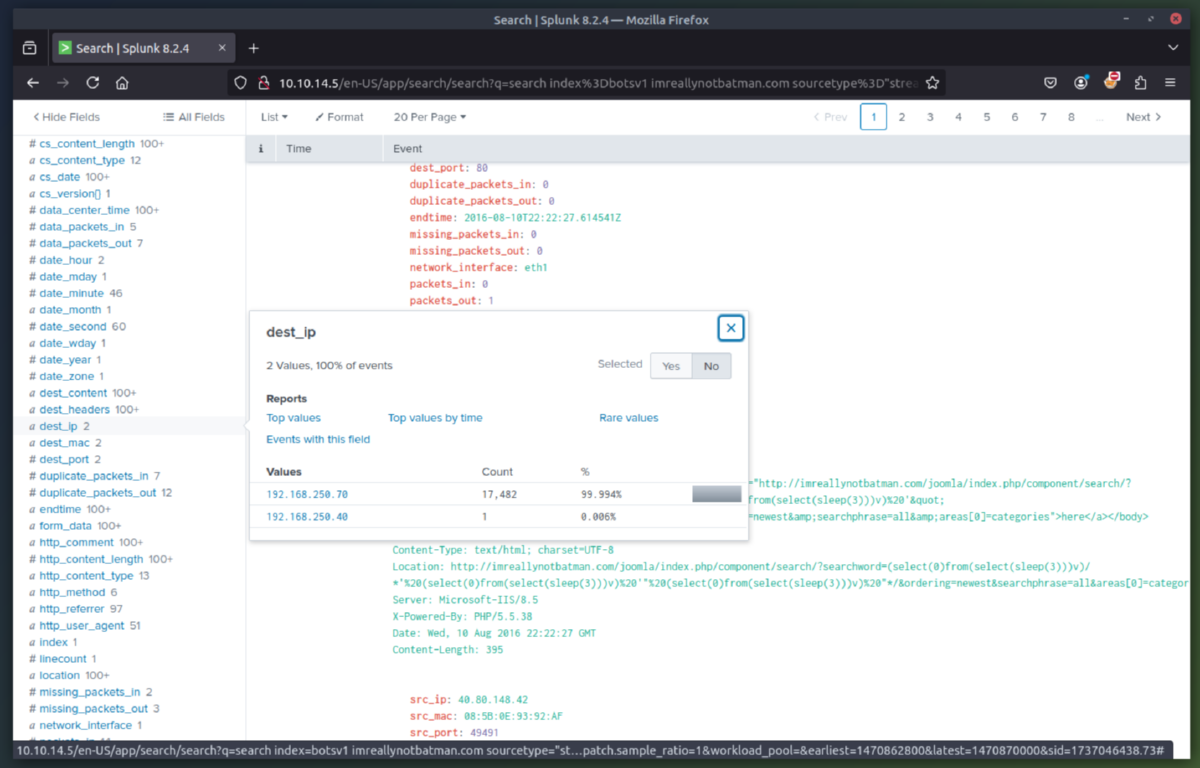 Search | Splunk 8.2.4 — Mozilla Firefox
Search | Splunk 8.2.4
10.10.14.5/en-US/app/search/search?q=search index%3Dbotsv1 imreallynotbatman.com sourcetype%3D"strea
Hide Fields
All Fields
List
Format
20 Per Page
Prev 1 2 3 4 5 6 7 8 ... Next
i Time Event
# cs_content_length 100+
a cs_content_type 12
a cs_date 100+
a cs_version{} 1
# data_center_time 100+
# data_packets_in 5
# data_packets_out 7
# date_hour 2
# date_mday 1
# date_minute 46
a date_month 1
# date_second 60
a date_wday 1
# date_year 1
# date_zone 1
a dest_content 100+
a dest_headers 100+
a dest_ip 2
a dest_mac 2
# dest_port 2
# duplicate_packets_in 7
# duplicate_packets_out 12
a endtime 100+
a form_data 100+
a http_comment 100+
# http_content_length 100+
a http_content_type 13
a http_method 6
a http_referrer 97
a http_user_agent 51
a index 1
# linecount 1
a location 100+
# missing_packets_in 2
# missing_packets_out 3
a network_interface 1
dest_port: 80
duplicate_packets_in: 0
duplicate_packets_out: 0
endtime: 2016-08-10T22:22:27.614541Z
missing_packets_in: 0
missing_packets_out: 0
network_interface: eth1
packets_in: 0
packets_out: 1
dest_ip
2 Values, 100% of events
Selected Yes No
Reports
Top values Top values by time Rare values
Events with this field
Values Count %
192.168.250.70 17,482 99.994%
192.168.250.40 1 0.006%
="http://imreallynotbatman.com/joomla/index.php/component/search/?
from(select(sleep(3)))v)%20'&quot;
=newest&amp;searchphrase=all&amp;areas[0]=categories">here</a></body>
Content-Type: text/html; charset=UTF-8
Location: http://imreallynotbatman.com/joomla/index.php/component/search/?searchword=(select(0)from(select(sleep(3)))v)/
*'%20(select(0)from(select(sleep(3)))v)%20'"%20(select(0)from(select(sleep(3)))v)%20"*/&ordering=newest&searchphrase=all&areas[0]=categor
Server: Microsoft-IIS/8.5
X-Powered-By: PHP/5.5.38
Date: Wed, 10 Aug 2016 22:22:27 GMT
Content-Length: 395
src_ip: 40.80.148.42
src_mac: 08:5B:0E:93:92:AF
src_port: 49491
10.10.14.5/en-US/app/search/search?q=search index=botsv1 imreallynotbatman.com sourcetype="st...patch.sample_ratio=1&workload_pool=&earliest=1470862800&latest=1470870000&sid=1737046438.73#